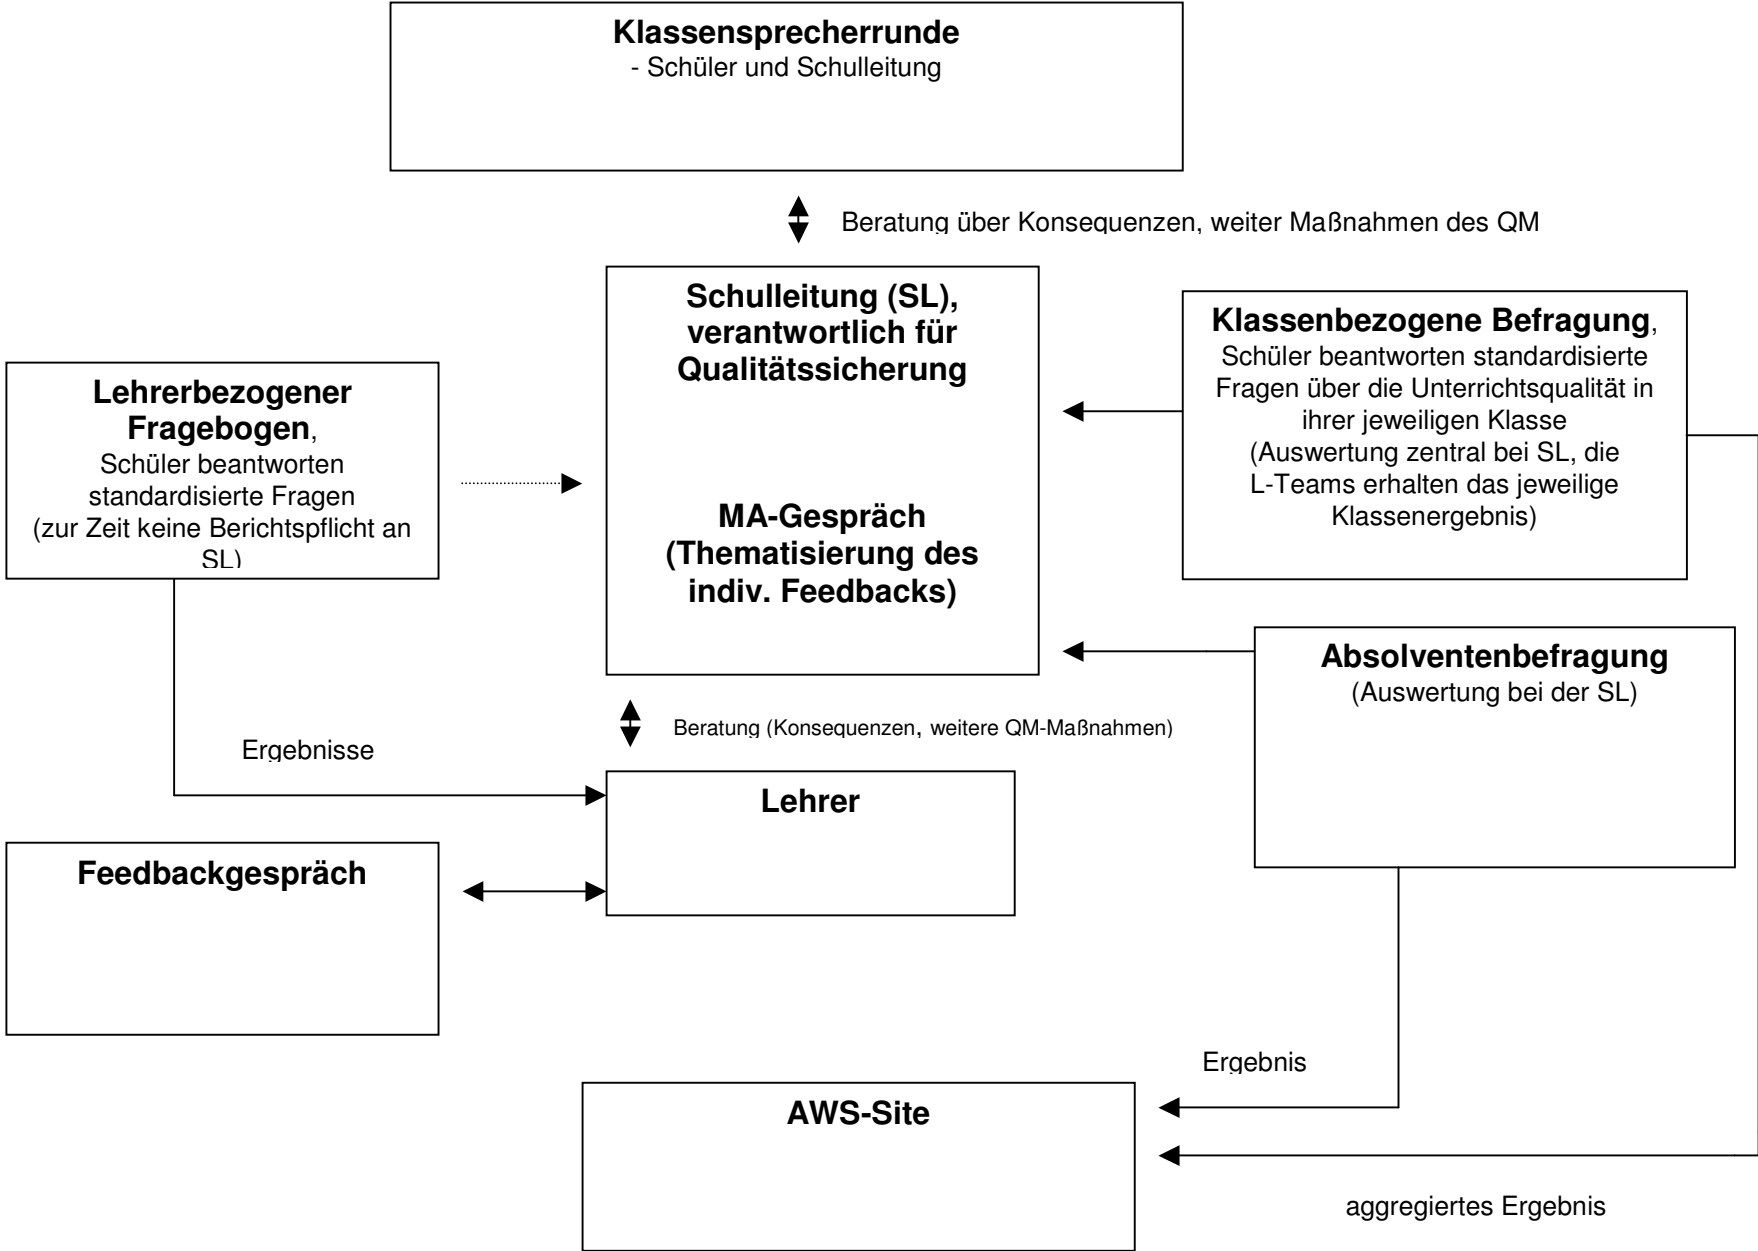 Klassensprecherrunde
- Schüler und Schulleitung
Beratung über Konsequenzen, weiter Maßnahmen des QM
Schulleitung (SL),
verantwortlich für
Qualitätssicherung
MA-Gespräch
(Thematisierung des
indiv. Feedbacks)
Klassenbezogene Befragung,
Schüler beantworten standardisierte
Fragen über die Unterrichtsqualität in
ihrer jeweiligen Klasse
(Auswertung zentral bei SL, die
L-Teams erhalten das jeweilige
Klassenergebnis)
Lehrerbezogener
Fragebogen,
Schüler beantworten
standardisierte Fragen
(zur Zeit keine Berichtspflicht an
SL)
Absolventenbefragung
(Auswertung bei der SL)
Beratung (Konsequenzen, weitere QM-Maßnahmen)
Ergebnisse
Lehrer
Feedbackgespräch
Ergebnis
AWS-Site
aggregiertes Ergebnis